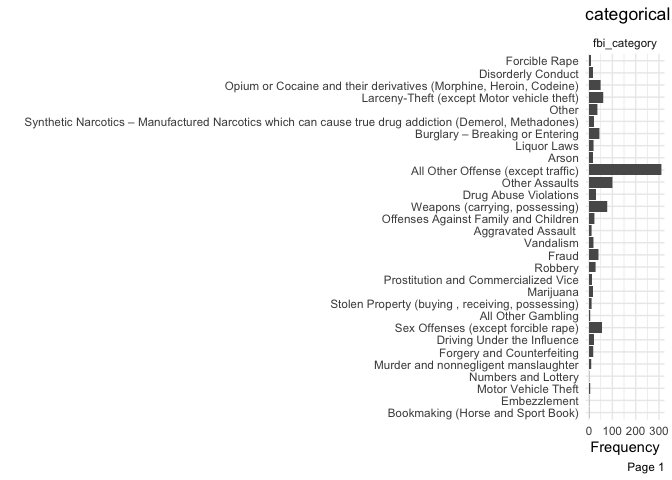 categorical
fbi_category
Forcible Rape
Disorderly Conduct
Opium or Cocaine and their derivatives (Morphine, Heroin, Codeine)
Larceny-Theft (except Motor vehicle theft)
Other
Synthetic Narcotics – Manufactured Narcotics which can cause true drug addiction (Demerol, Methadones)
Burglary – Breaking or Entering
Liquor Laws
Arson
All Other Offense (except traffic)
Other Assaults
Drug Abuse Violations
Weapons (carrying, possessing)
Offenses Against Family and Children
Aggravated Assault
Vandalism
Fraud
Robbery
Prostitution and Commercialized Vice
Marijuana
Stolen Property (buying , receiving, possessing)
All Other Gambling
Sex Offenses (except forcible rape)
Driving Under the Influence
Forgery and Counterfeiting
Murder and nonnegligent manslaughter
Numbers and Lottery
Motor Vehicle Theft
Embezzlement
Bookmaking (Horse and Sport Book)
0 100 200 300
Frequency
Page 1